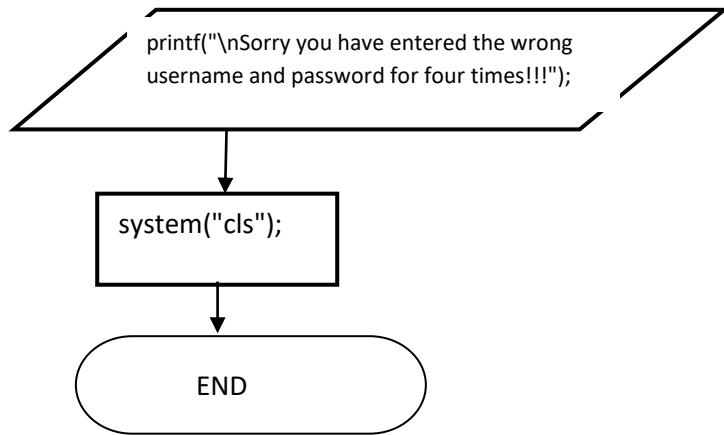 printf("\nSorry you have entered the wrong
username and password for four times!!!");
system("cls");
END